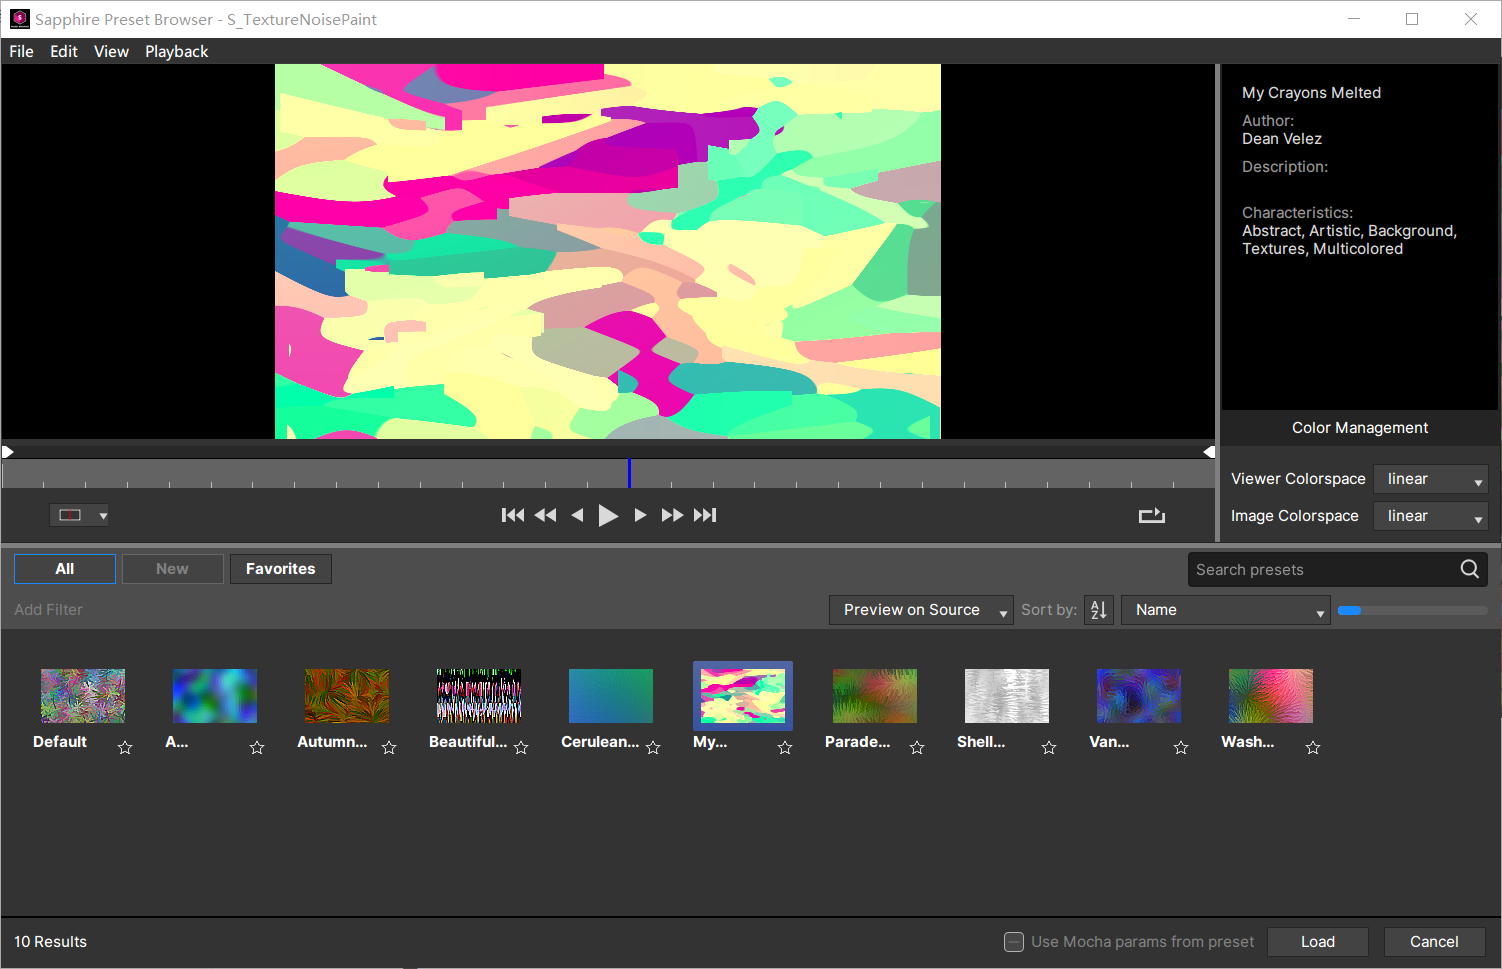 Sapphire Preset Browser - S_TextureNoisePaint
File Edit View Playback
My Crayons Melted
Author:
Dean Velez
Description:
Characteristics:
Abstract, Artistic, Background,
Textures, Multicolored
Color Management
Viewer Colorspace linear
Image Colorspace linear
All New Favorites
Search presets
Add Filter
Preview on Source Sort by: AZ Name
Default A... Autumn... Beautiful... Cerulean... My... Parade... Shell... Van... Wash...
10 Results
Use Mocha params from preset Load Cancel